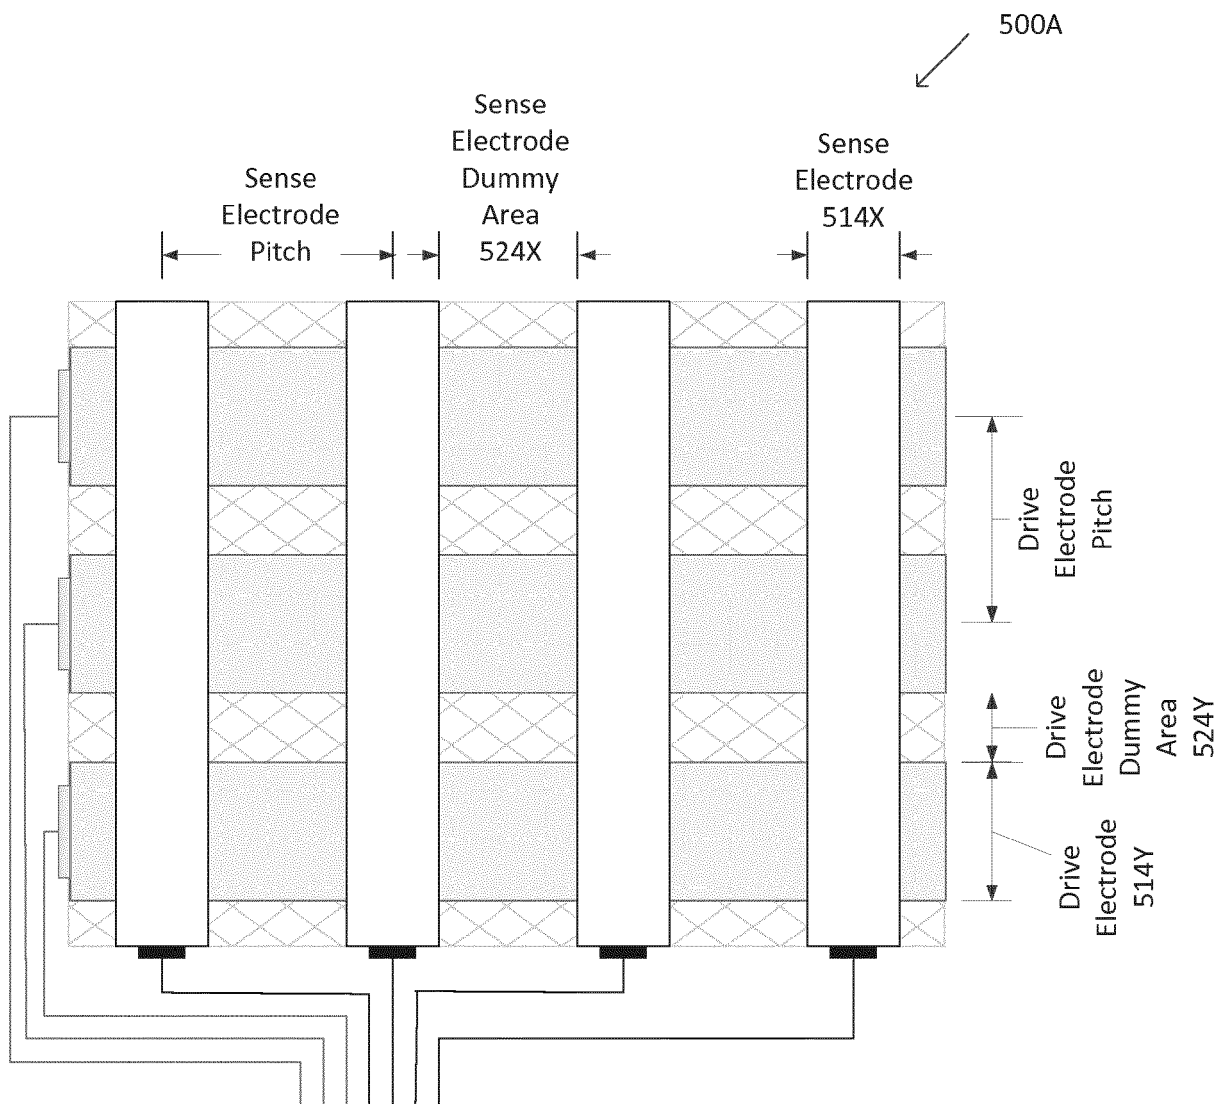 500A
Sense
Electrode
Dummy
Area
524X
Sense
Electrode
514X
Sense
Electrode
Pitch
Drive
Electrode
Pitch
Drive
Electrode
Dummy
Area
524Y
Drive
Electrode
514Y